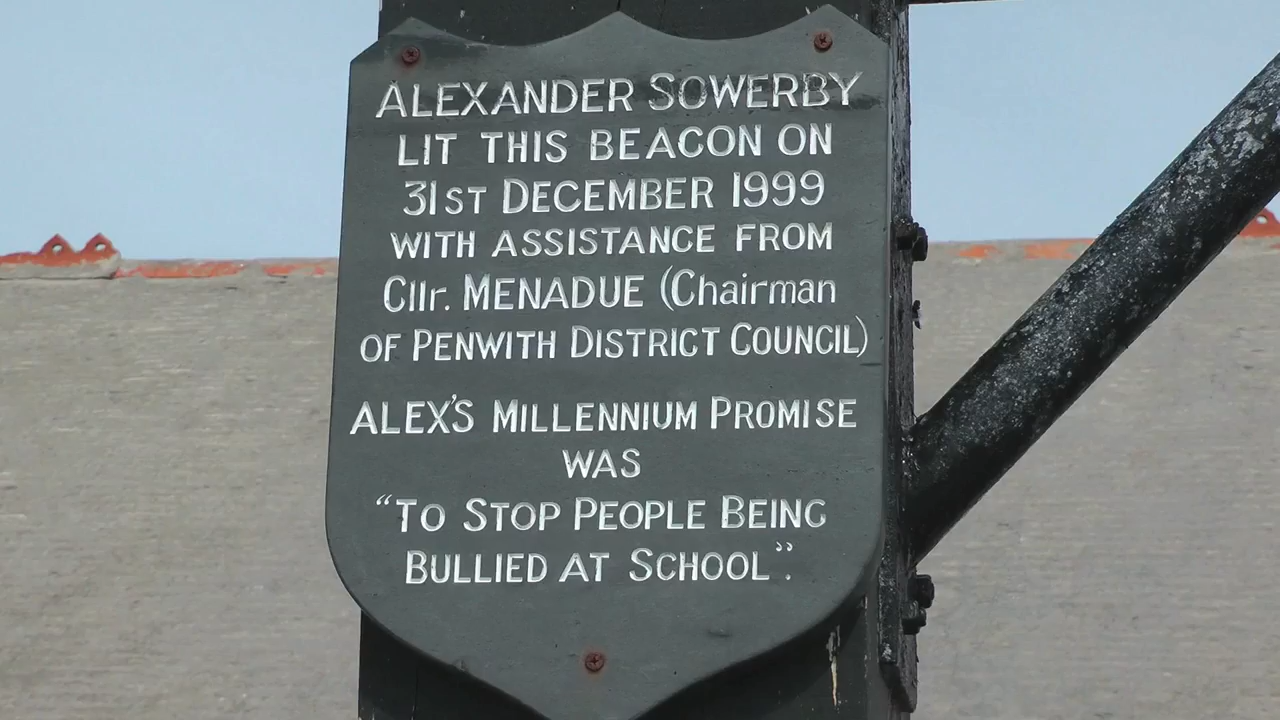 ALEXANDER SOWERBY
LIT THIS BEACON ON
31ST DECEMBER 1999
WITH ASSISTANCE FROM
Cllr. MENADUE (Chairman
OF PENWITH DISTRICT COUNCIL)
ALEX'S MILLENNIUM PROMISE
WAS
“TO STOP PEOPLE BEING
BULLIED AT SCHOOL”.